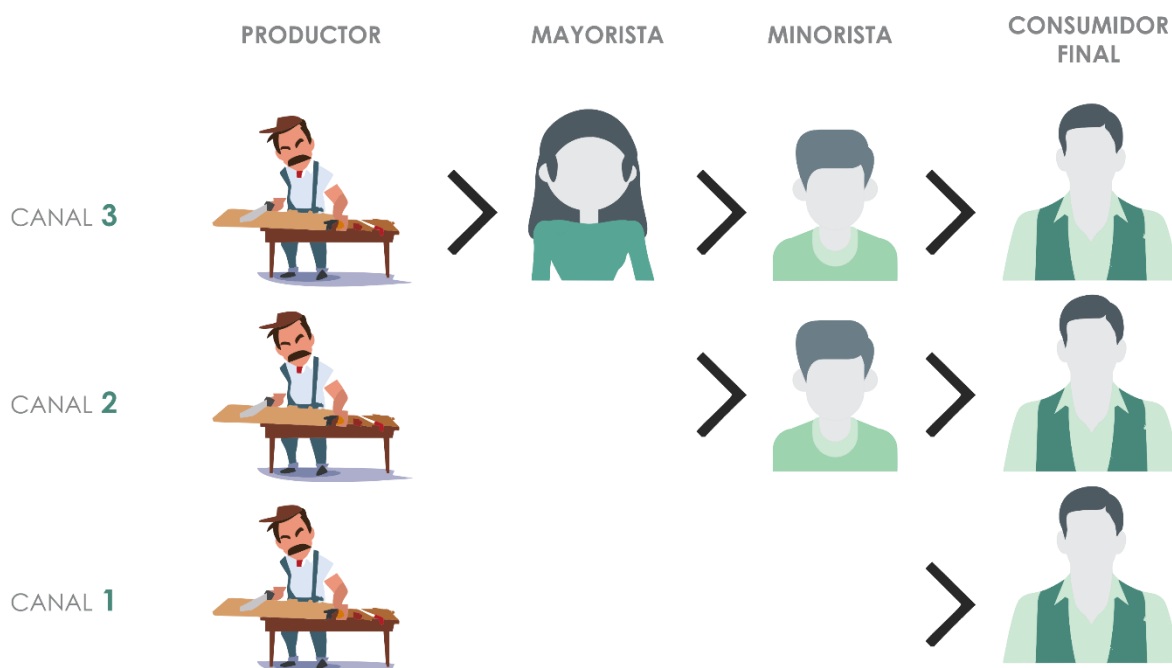 PRODUCTOR
MAYORISTA
MINORISTA
CONSUMIDOR
FINAL
CANAL 3
CANAL 2
CANAL 1